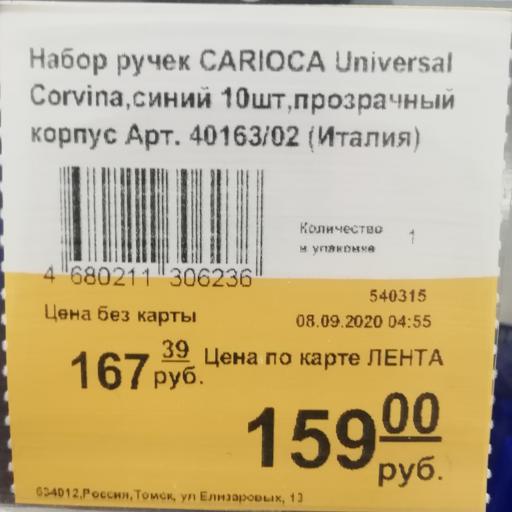 Набор ручек CARIOCA Universal
Corvina,синий 10шт,прозрачный
корпус Арт. 40163/02 (Италия)
Количество
в упаковке 1
4 680211 306236
540315
Цена без карты
08.09.2020 04:55
167 39 руб.
Цена по карте ЛЕНТА
159 00 руб.
634012,Россия,Томск, ул Елизаровых, 13